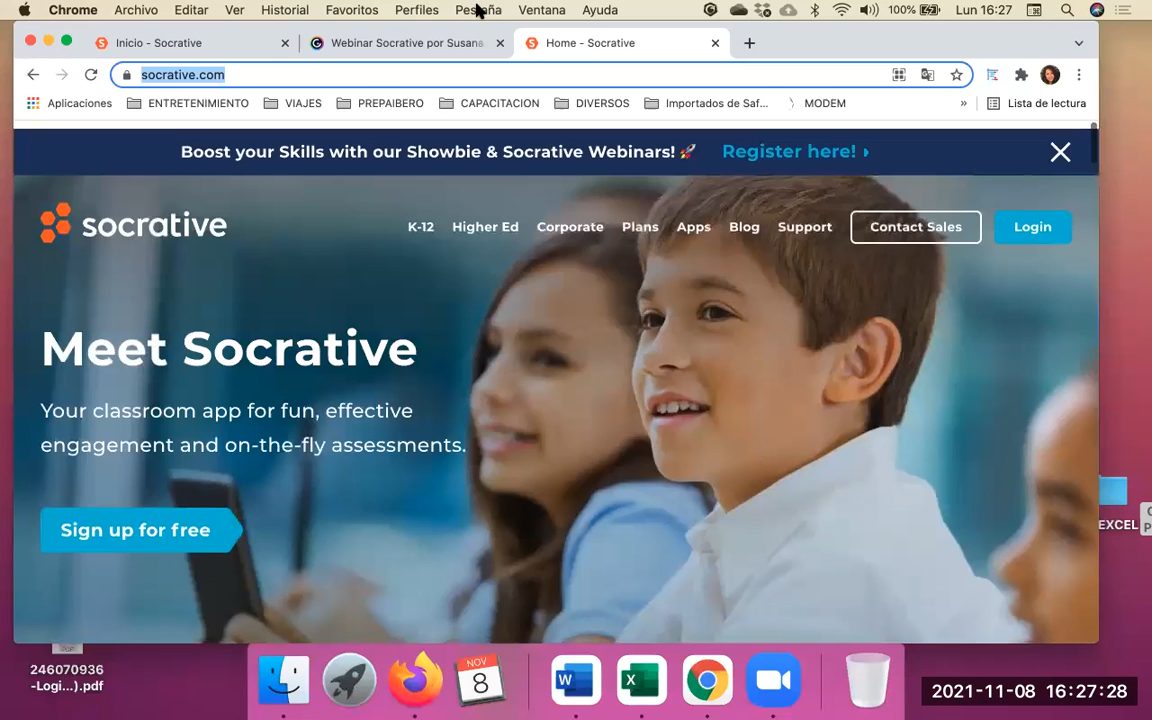 Chrome Archivo Editar Ver Historial Favoritos Perfiles Pestaña Ventana Ayuda 100% Lun 16:27
Inicio - Socrative Webinar Socrative por Susana Home - Socrative
socrative.com
Aplicaciones ENTRETENIMIENTO VIAJES PREPAIBERO CAPACITACION DIVERSOS Importados de Saf... MODEM » Lista de lectura
Boost your Skills with our Showbie & Socrative Webinars! 🚀 Register here!
socrative K-12 Higher Ed Corporate Plans Apps Blog Support Contact Sales Login
Meet Socrative
Your classroom app for fun, effective
engagement and on-the-fly assessments.
Sign up for free
EXCEL
246070936
-Logi...).pdf
NOV
8
2021-11-08 16:27:28